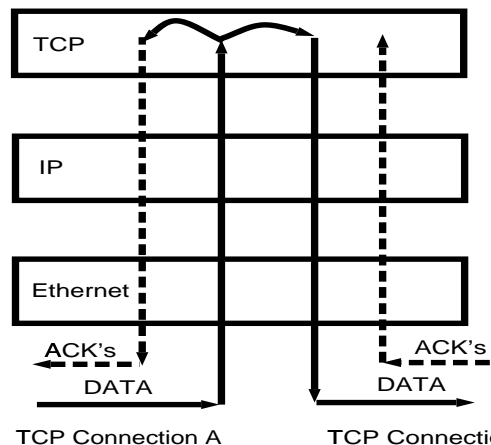 TCP
IP
Ethernet
ACK's
ACK's
DATA
DATA
TCP Connection A
TCP